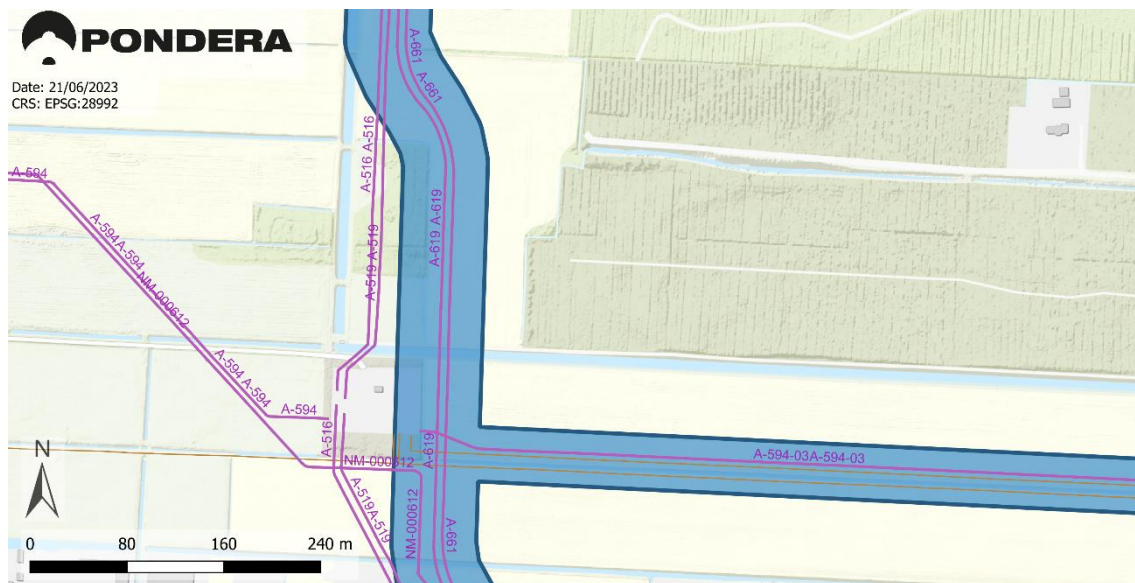 PONDERA
Date: 21/06/2023
CRS: EPSG:28992
A-661
A-661
A-516 A-516
A-594
A-619 A-619
A-594A-594
A-519 A-519
NM-000612
A-594 A-594
A-594
A-516
A-619
NM-000612
A-594-03A-594-03
A-519A-519
NM-000612
A-661
N
0 80 160 240 m